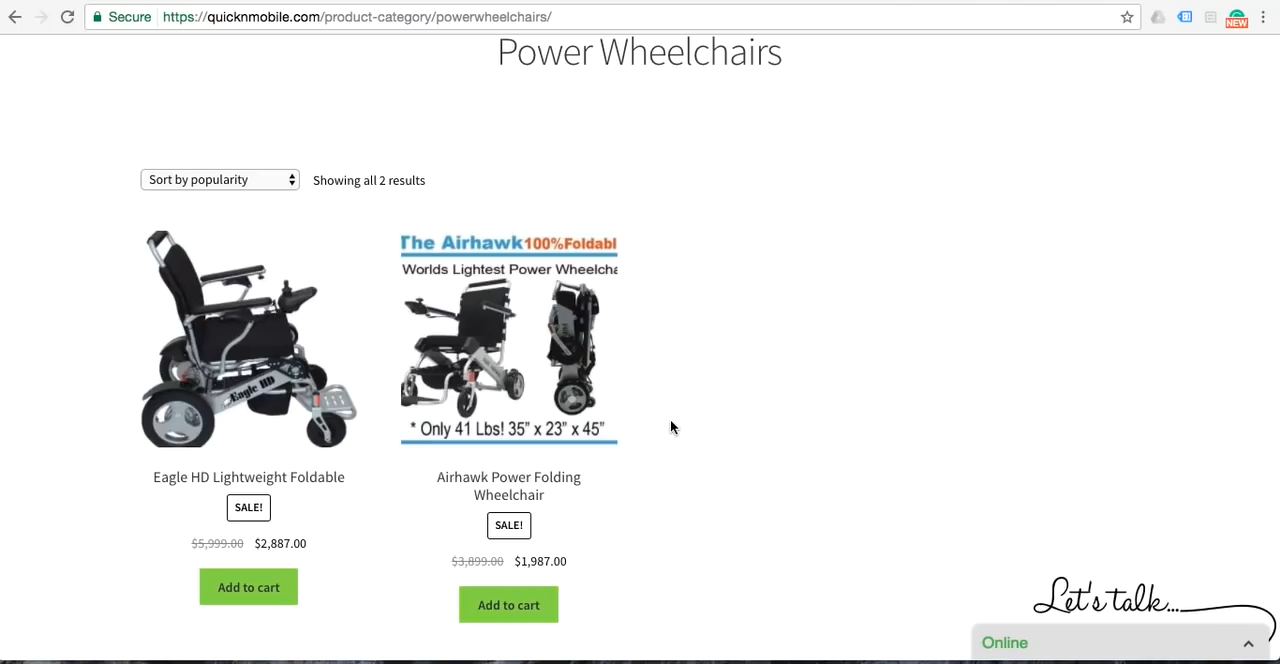 Secure https://quicknmobile.com/product-category/powerwheelchairs/
NEW
Power Wheelchairs
Sort by popularity
Showing all 2 results
Eagle HD
The Airhawk 100% Foldabl
Worlds Lightest Power Wheelcha
* Only 41 Lbs! 35” x 23” x 45”
Eagle HD Lightweight Foldable
SALE!
$5,999.00 $2,887.00
Add to cart
Airhawk Power Folding
Wheelchair
SALE!
$3,899.00 $1,987.00
Add to cart
Let's talk...
Online